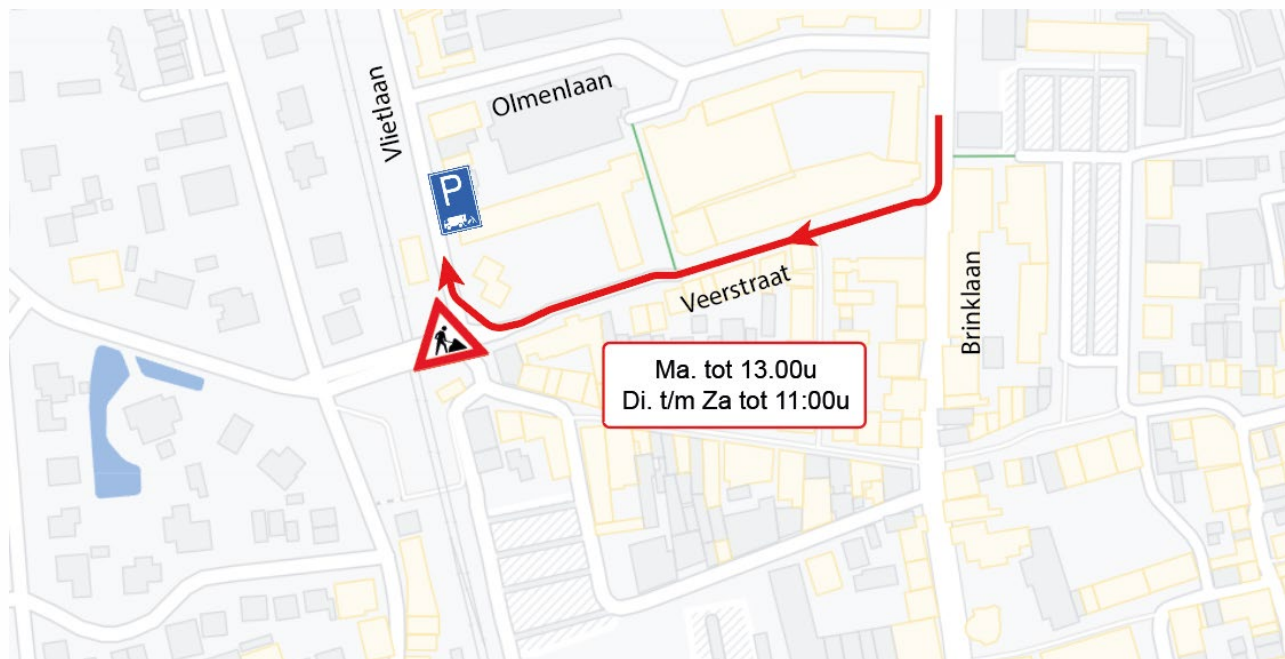 Olmenlaan
Vlietlaan
P
Veerstraat
Brinklaan
Ma. tot 13.00u
Di. t/m Za tot 11:00u